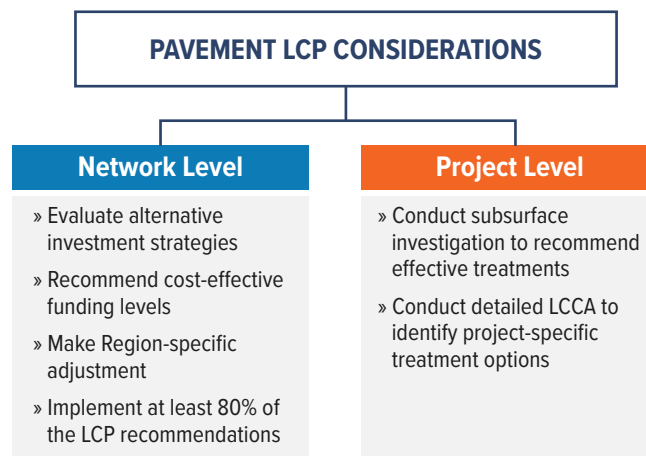 PAVEMENT LCP CONSIDERATIONS
Network Level
» Evaluate alternative
investment strategies
» Recommend cost-effective
funding levels
» Make Region-specific
adjustment
» Implement at least 80% of
the LCP recommendations
Project Level
» Conduct subsurface
investigation to recommend
effective treatments
» Conduct detailed LCCA to
identify project-specific
treatment options